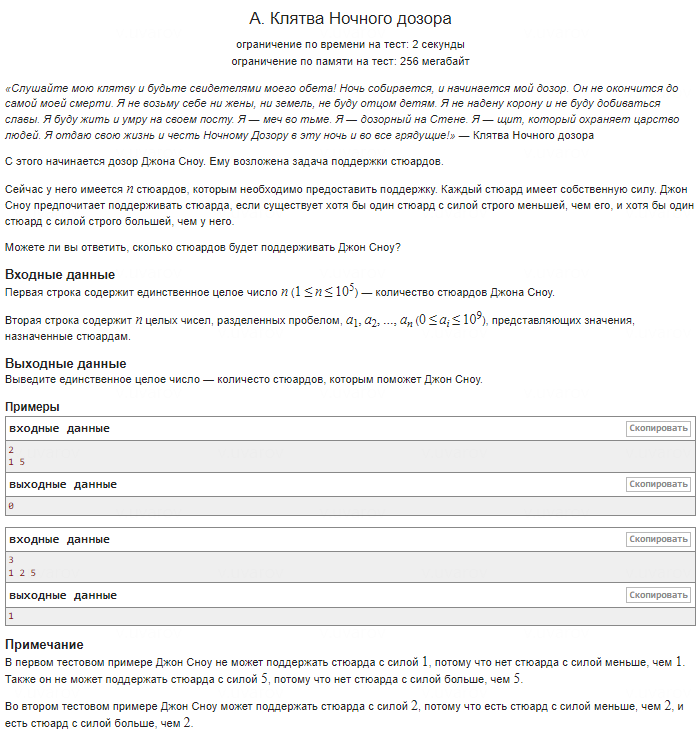 А. Клятва Ночного дозора
ограничение по времени на тест: 2 секунды
ограничение по памяти на тест: 256 мегабайт
«Слушайте мою клятву и будьте свидетелями моего обета! Ночь собирается, и начинается мой дозор. Он не окончится до
самой моей смерти. Я не возьму себе ни жены, ни земель, не буду отцом детям. Я не надену корону и не буду добиваться
славы. Я буду жить и умру на своем посту. Я — меч во тьме. Я — дозорный на Стене. Я — щит, который охраняет царство
людей. Я отдаю свою жизнь и честь Ночному Дозору в эту ночь и во все грядущие!» — Клятва Ночного дозора
С этого начинается дозор Джона Сноу. Ему возложена задача поддержки стюардов.
Сейчас у него имеется n стюардов, которым необходимо предоставить поддержку. Каждый стюард имеет собственную силу. Джон
Сноу предпочитает поддерживать стюарда, если существует хотя бы один стюард с силой строго меньшей, чем его, и хотя бы один
стюард с силой строго большей, чем у него.
Можете ли вы ответить, сколько стюардов будет поддерживать Джон Сноу?
Входные данные
Первая строка содержит единственное целое число n (1 ≤ n ≤ 10⁵) — количество стюардов Джона Сноу.
Вторая строка содержит n целых чисел, разделенных пробелом, a₁, a₂, ..., aₙ (0 ≤ aᵢ ≤ 10⁹), представляющих значения,
назначенные стюардам.
Выходные данные
Выведите единственное целое число — количесто стюардов, которым поможет Джон Сноу.
Примеры
входные данные Скопировать
2
1 5
выходные данные Скопировать
0
входные данные Скопировать
3
1 2 5
выходные данные Скопировать
1
Примечание
В первом тестовом примере Джон Сноу не может поддержать стюарда с силой 1, потому что нет стюарда с силой меньше, чем 1.
Также он не может поддержать стюарда с силой 5, потому что нет стюарда с силой больше, чем 5.
Во втором тестовом примере Джон Сноу может поддержать стюарда с силой 2, потому что есть стюард с силой меньше, чем 2, и
есть стюард с силой больше, чем 2.